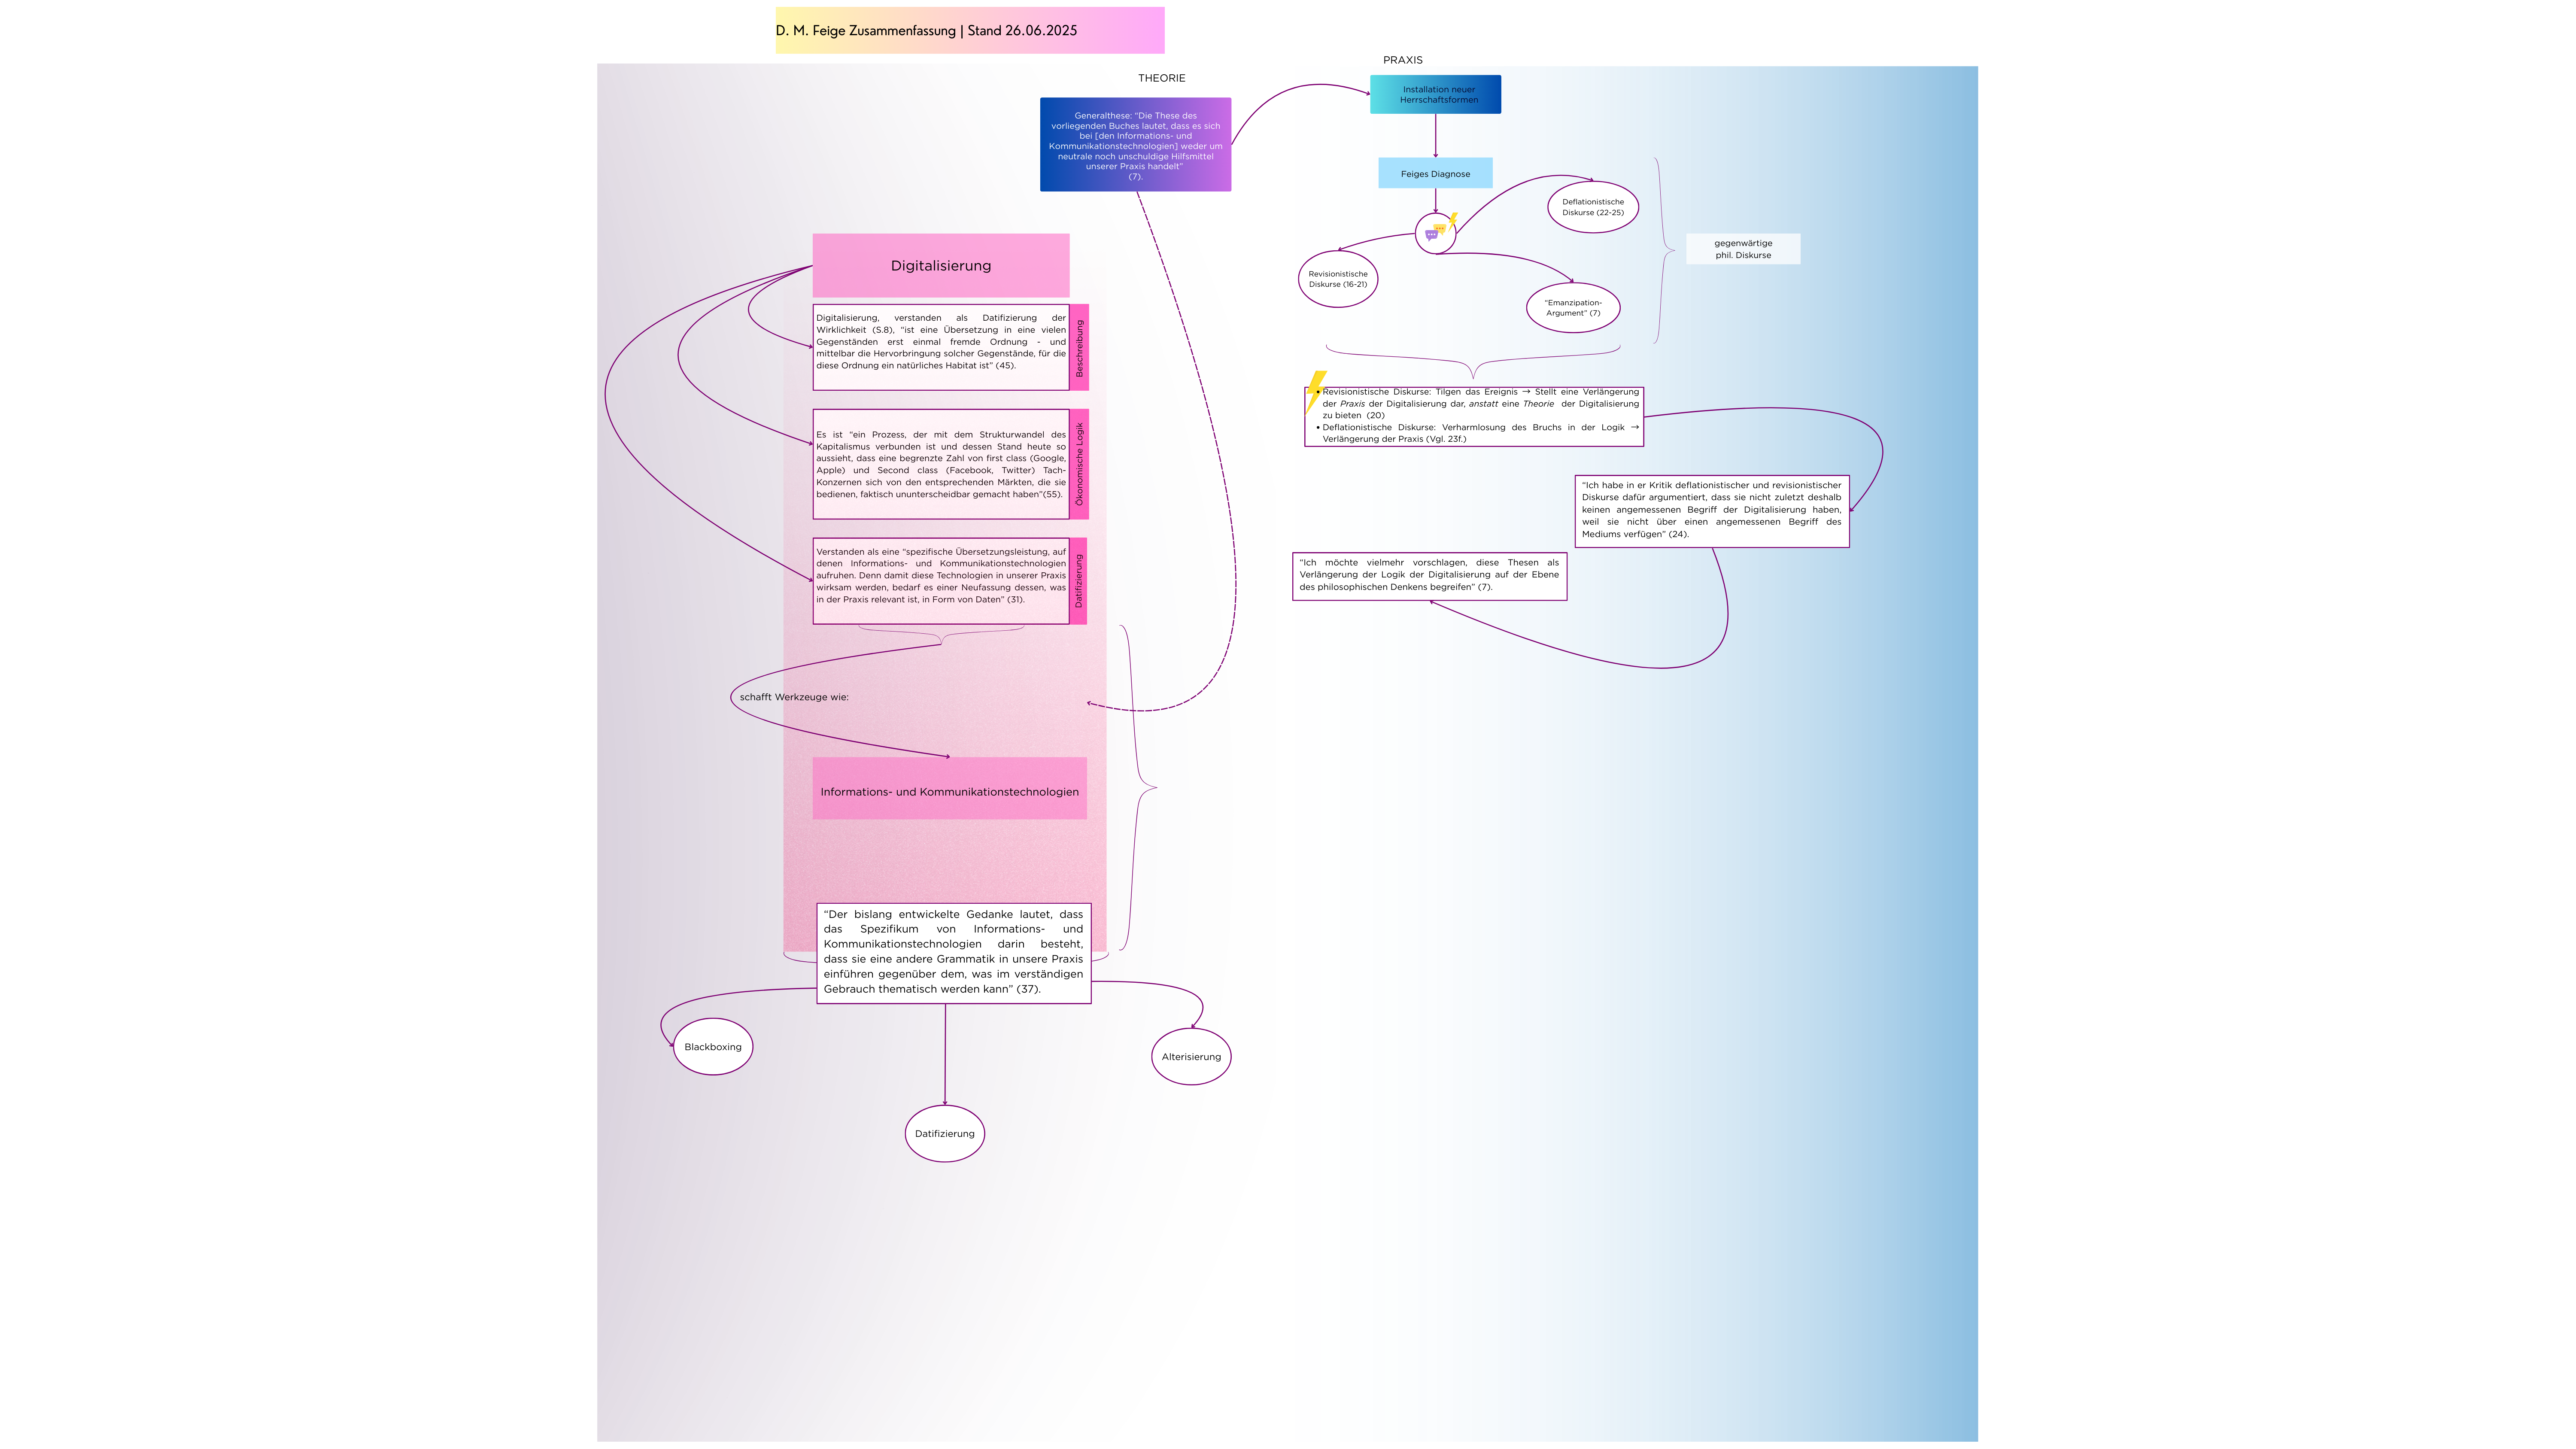 D. M. Feige Zusammenfassung | Stand 26.06.2025
THEORIE
Generalthese: “Die These des
vorliegenden Buches lautet, dass es sich
bei [den Informations- und
Kommunikationstechnologien] weder um
neutrale noch unschuldige Hilfsmittel
unserer Praxis handelt”
(7).
Digitalisierung
Digitalisierung, verstanden als Datifizierung der
Wirklichkeit (S.8), “ist eine Übersetzung in eine vielen
Gegenständen erst einmal fremde Ordnung - und
mittelbar die Hervorbringung solcher Gegenstände, für die
diese Ordnung ein natürliches Habitat ist” (45).
Beschreibung
Es ist “ein Prozess, der mit dem Strukturwandel des
Kapitalismus verbunden ist und dessen Stand heute so
aussieht, dass eine begrenzte Zahl von first class (Google,
Apple) und Second class (Facebook, Twitter) Tach-
Konzernen sich von den entsprechenden Märkten, die sie
bedienen, faktisch ununterscheidbar gemacht haben”(55).
Ökonomische Logik
Verstanden als eine “spezifische Übersetzungsleistung, auf
denen Informations- und Kommunikationstechnologien
aufruhen. Denn damit diese Technologien in unserer Praxis
wirksam werden, bedarf es einer Neufassung dessen, was
in der Praxis relevant ist, in Form von Daten” (31).
Datifizierung
schafft Werkzeuge wie:
Informations- und Kommunikationstechnologien
“Der bislang entwickelte Gedanke lautet, dass
das Spezifikum von Informations- und
Kommunikationstechnologien darin besteht,
dass sie eine andere Grammatik in unsere Praxis
einführen gegenüber dem, was im verständigen
Gebrauch thematisch werden kann” (37).
Blackboxing
Alterisierung
Datifizierung
PRAXIS
Installation neuer
Herrschaftsformen
Feiges Diagnose
Deflationistische
Diskurse (22-25)
Revisionistische
Diskurse (16-21)
“Emanzipation-
Argument” (7)
gegenwärtige
phil. Diskurse
• Revisionistische Diskurse: Tilgen das Ereignis → Stellt eine Verlängerung
der Praxis der Digitalisierung dar, anstatt eine Theorie der Digitalisierung
zu bieten (20)
• Deflationistische Diskurse: Verharmlosung des Bruchs in der Logik →
Verlängerung der Praxis (Vgl. 23f.)
“Ich habe in er Kritik deflationistischer und revisionistischer
Diskurse dafür argumentiert, dass sie nicht zuletzt deshalb
keinen angemessenen Begriff der Digitalisierung haben,
weil sie nicht über einen angemessenen Begriff des
Mediums verfügen” (24).
“Ich möchte vielmehr vorschlagen, diese Thesen als
Verlängerung der Logik der Digitalisierung auf der Ebene
des philosophischen Denkens begreifen” (7).